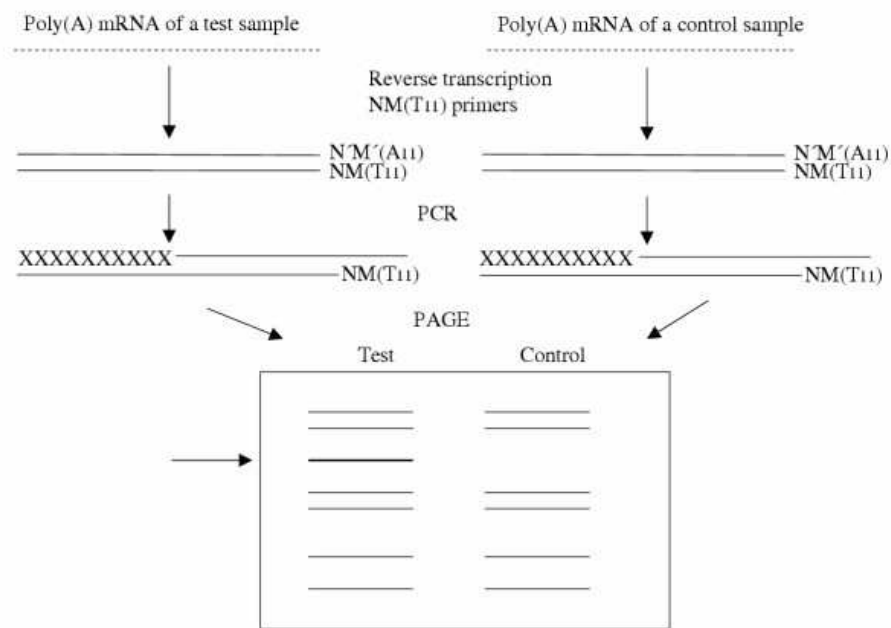 Poly(A) mRNA of a test sample
Poly(A) mRNA of a control sample
Reverse transcription
NM(T11) primers
N´M´(A11)
NM(T11)
N´M´(A11)
NM(T11)
PCR
XXXXXXXXXX
NM(T11)
XXXXXXXXXX
NM(T11)
PAGE
Test
Control